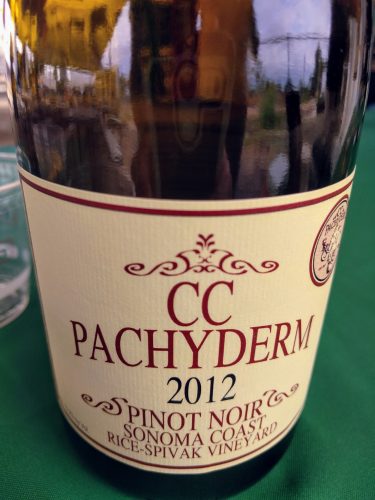 CC
PACHYDERM
2012
PINOT NOIR
SONOMA COAST
RICE-SPIVAK VINEYARD